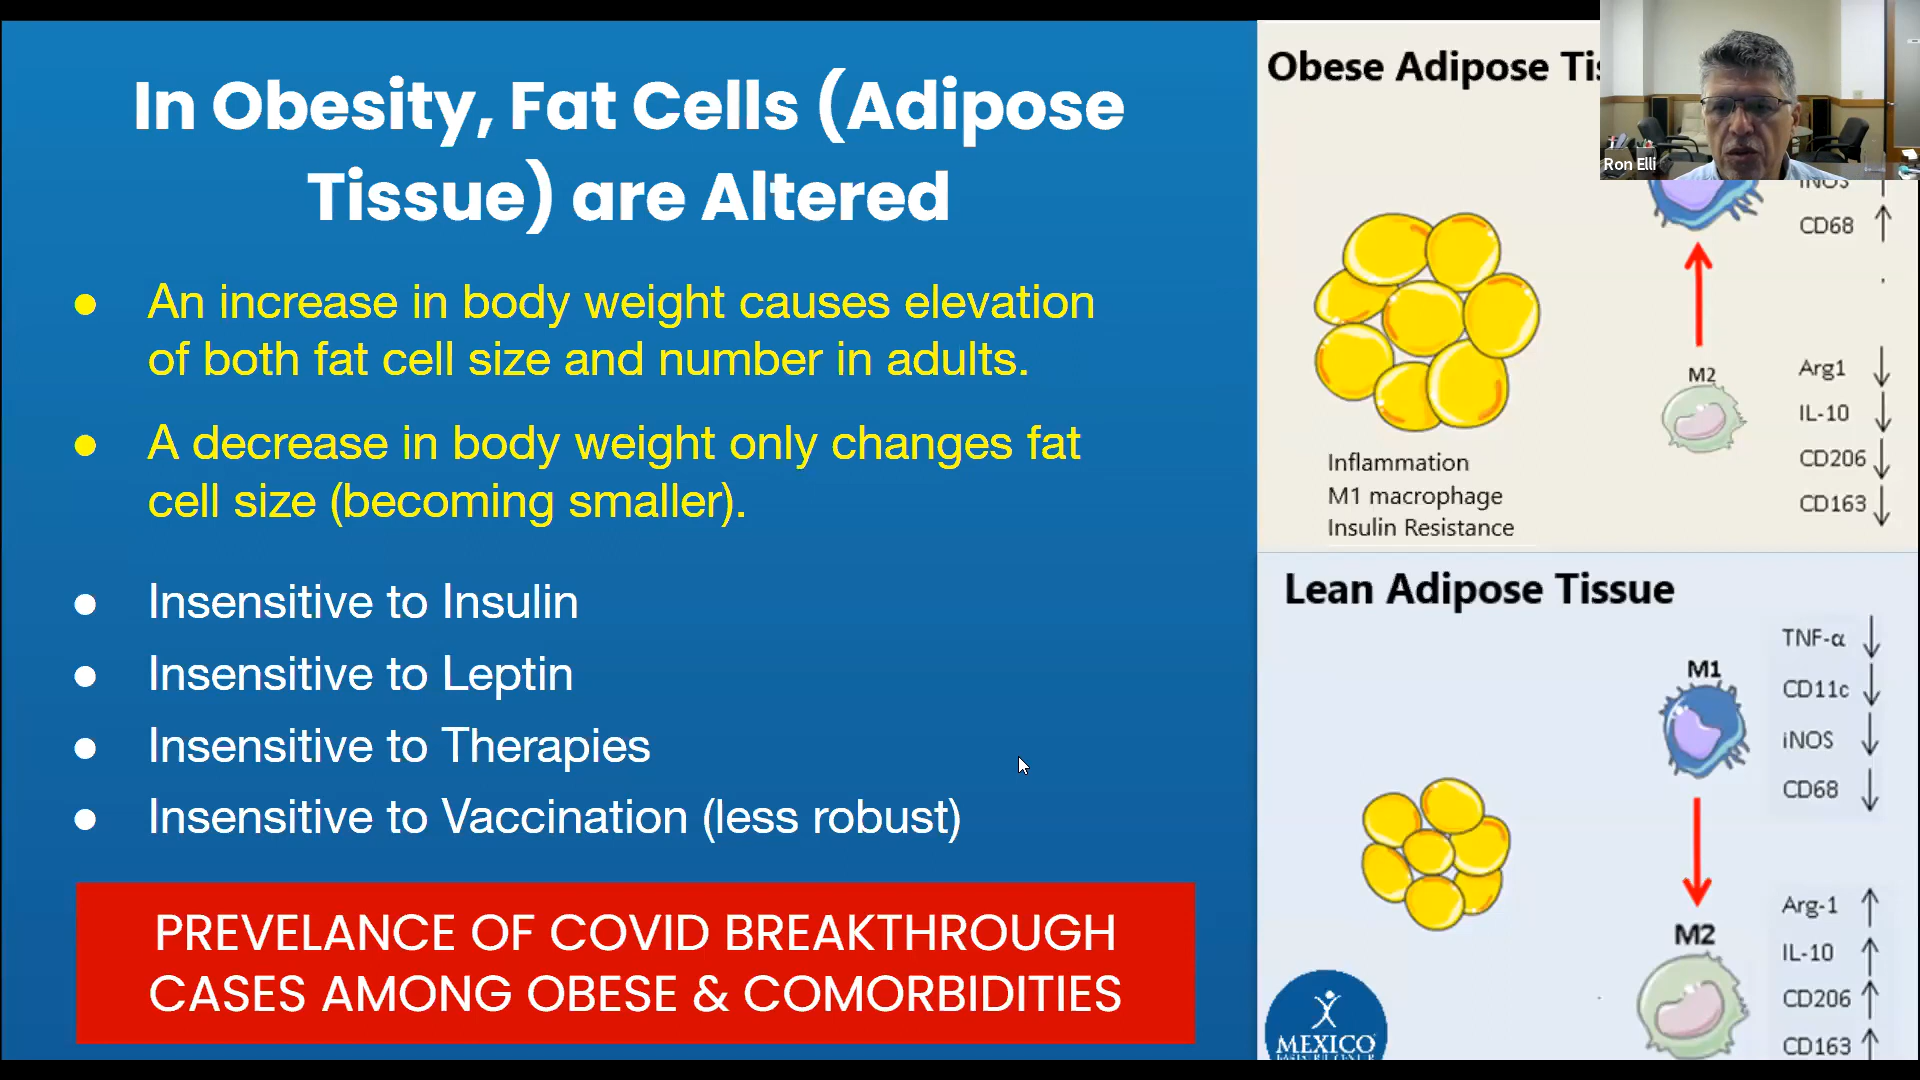 In Obesity, Fat Cells (Adipose
Tissue) are Altered
● An increase in body weight causes elevation
of both fat cell size and number in adults.
● A decrease in body weight only changes fat
cell size (becoming smaller).
● Insensitive to Insulin
● Insensitive to Leptin
● Insensitive to Therapies
● Insensitive to Vaccination (less robust)
PREVELANCE OF COVID BREAKTHROUGH
CASES AMONG OBESE & COMORBIDITIES
Obese Adipose
Ron Elli
iNOS ↑
CD68 ↑
M2
Arg1 ↓
IL-10 ↓
CD206 ↓
CD163 ↓
Inflammation
M1 macrophage
Insulin Resistance
Lean Adipose Tissue
M1
TNF-α ↓
CD11c ↓
iNOS ↓
CD68 ↓
M2
Arg-1 ↑
IL-10 ↑
CD206 ↑
CD163 ↑
MEXICO